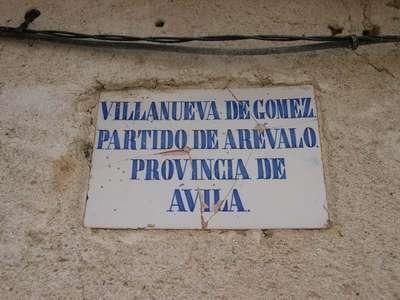 VILLANUEVA DE GOMEZ
PARTIDO DE AREVALO.
PROVINCIA DE
ÁVILA.